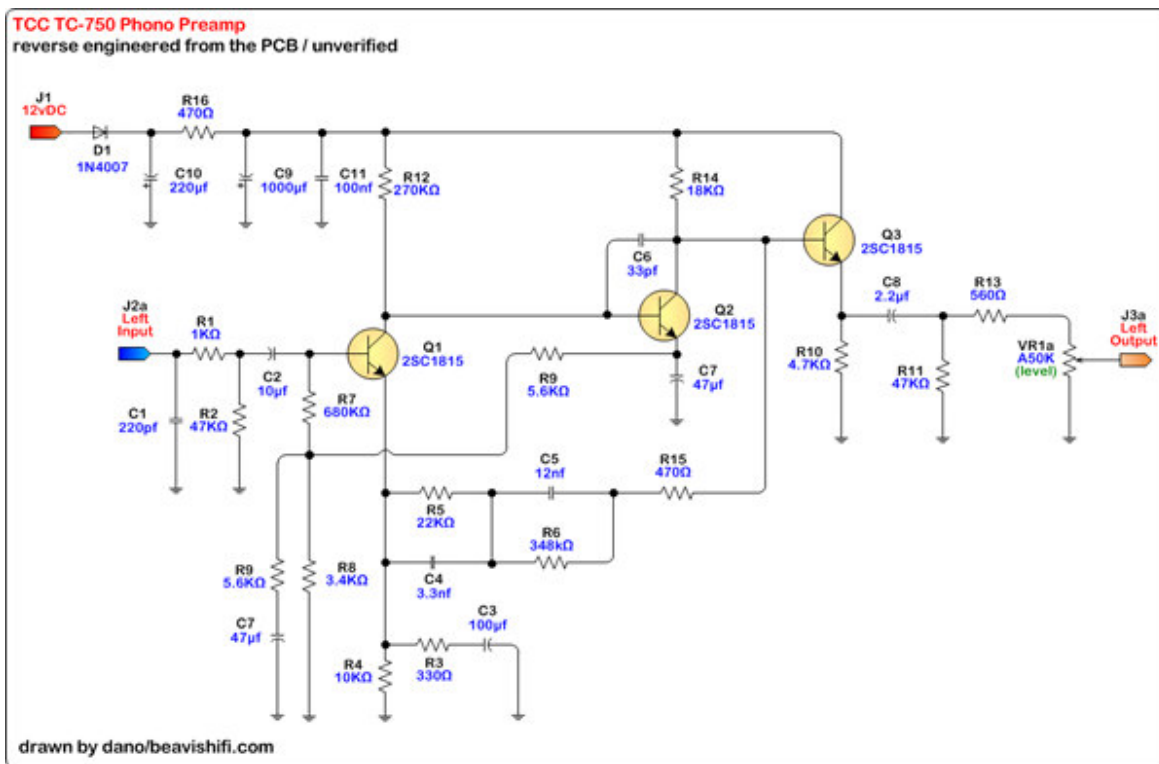 TCC TC-750 Phono Preamp
reverse engineered from the PCB / unverified
J1
12vDC
D1
1N4007
R16
470Ω
C10
220µf
C9
1000µf
C11
100nf
R12
270KΩ
R14
18KΩ
C6
33pf
Q3
2SC1815
Q2
2SC1815
C8
2.2µf
R13
560Ω
J3a
Left
Output
VR1a
A50K
(level)
R10
4.7KΩ
R11
47KΩ
J2a
Left
Input
R1
1KΩ
C2
10µf
Q1
2SC1815
R9
5.6KΩ
C7
47µf
C1
220pf
R2
47KΩ
R7
680KΩ
C5
12nf
R15
470Ω
R5
22KΩ
R6
348kΩ
C4
3.3nf
R9
5.6KΩ
R8
3.4KΩ
C7
47µf
C3
100µf
R4
10KΩ
R3
330Ω
drawn by dano/beavishifi.com